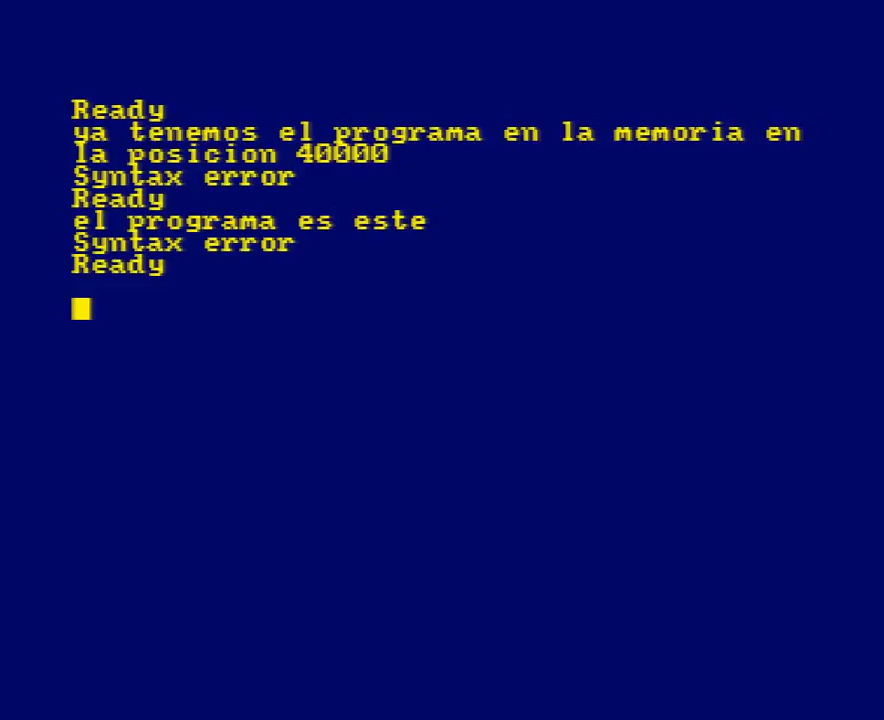 Ready
ya tenemos el programa en la memoria en
la posicion 40000
Syntax error
Ready
el programa es este
Syntax error
Ready